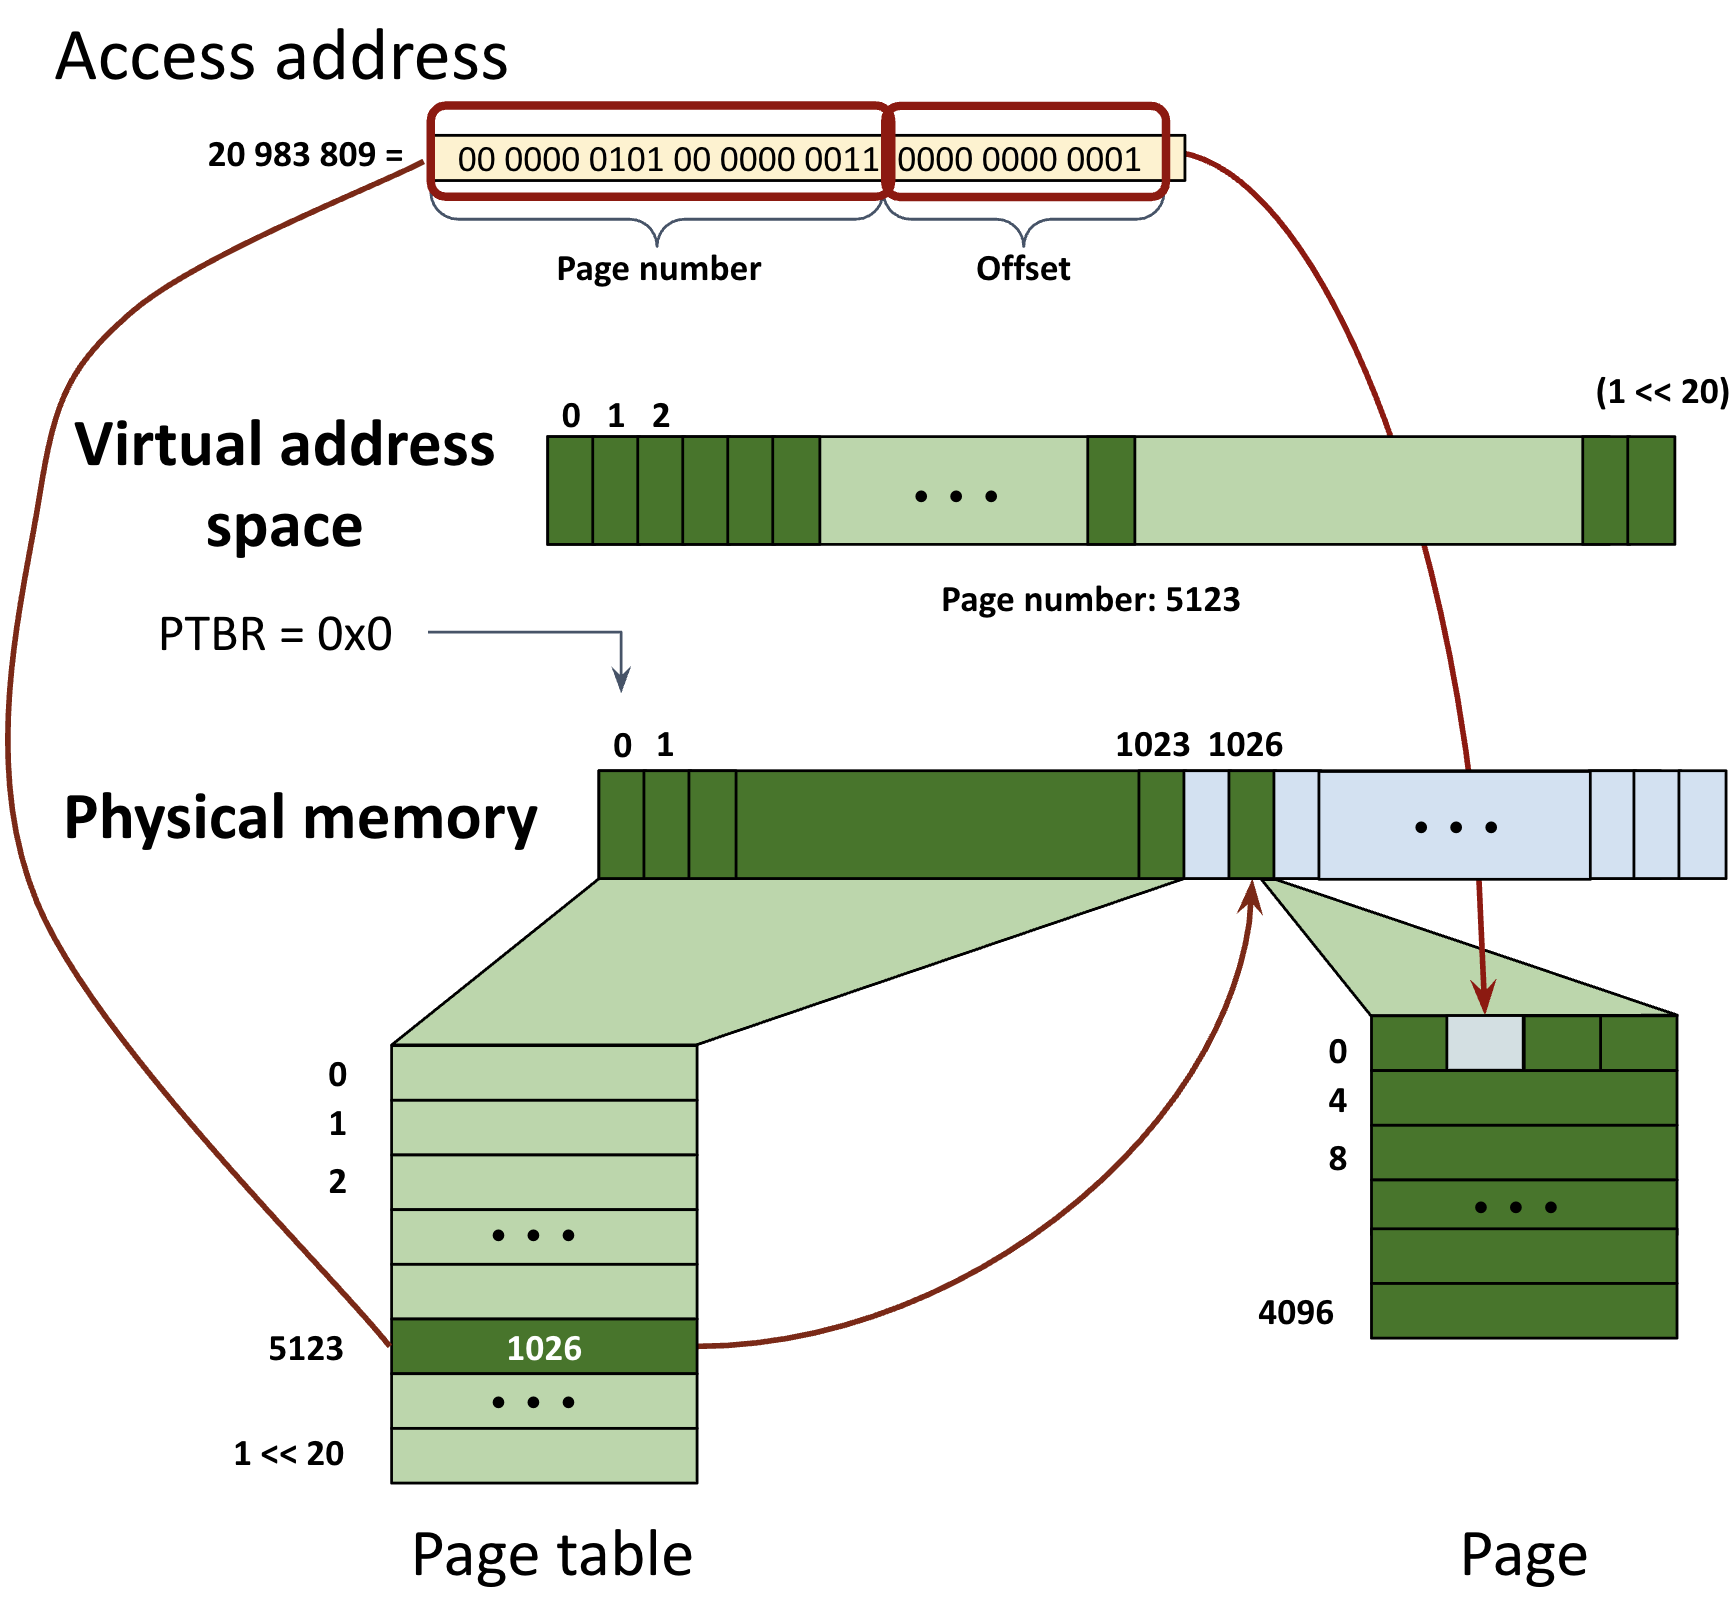 Access address
20 983 809 =
00 0000 0101 00 0000 0011 0000 0000 0001
Page number
Offset
(1 << 20)
0 1 2
Virtual address
space
• • •
Page number: 5123
PTBR = 0x0
0 1 1023 1026
Physical memory
• • •
0
1
2
• • •
5123 1026
• • •
1 << 20
Page table
0
4
8
• • •
4096
Page